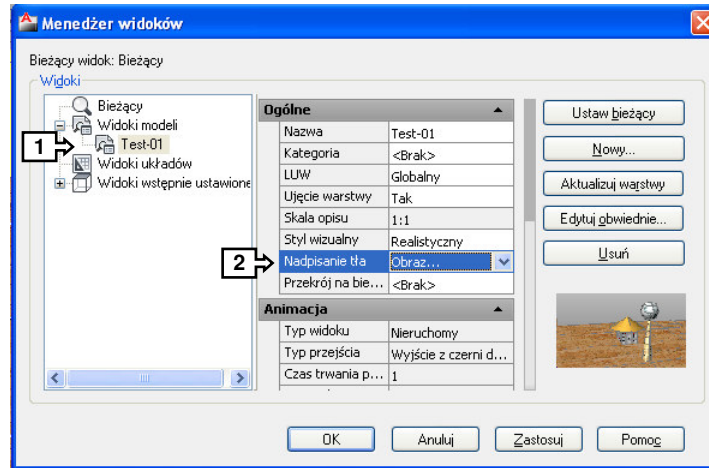 Menedżer widoków
Bieżący widok: Bieżący
Widoki
Bieżący
Widoki modeli
1
Test-01
Widoki układów
Widoki wstępnie ustawione
Ogólne
Nazwa Test-01
Kategoria <Brak>
LUW Globalny
Ujęcie warstwy Tak
Skala opisu 1:1
Styl wizualny Realistyczny
2 Nadpisanie tła Obraz...
Przekrój na bie... <Brak>
Animacja
Typ widoku Nieruchomy
Typ przejścia Wyjście z czerni d...
Czas trwania p... 1
Ustaw bieżący
Nowy...
Aktualizuj warstwy
Edytuj obwiednie...
Usuń
OK Anuluj Zastosuj Pomoc